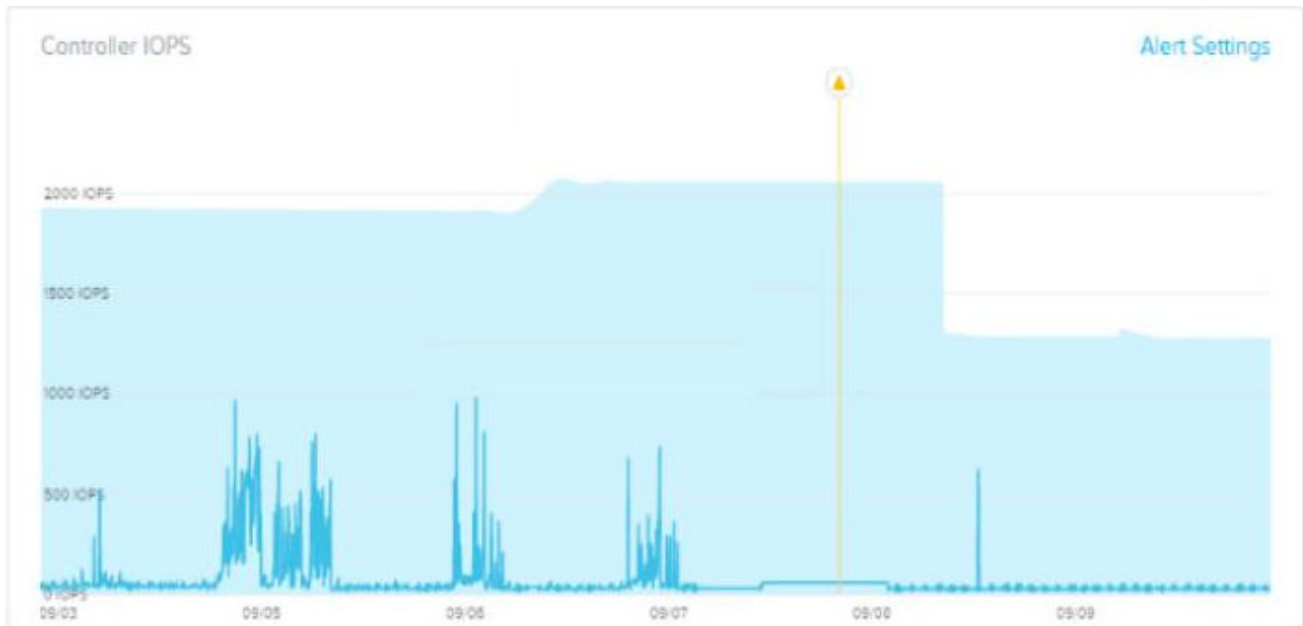 Controller IOPS
Alert Settings
2000 IOPS
1500 IOPS
1000 IOPS
500 IOPS
0 IOPS
09/03 09/05 09/06 09/07 09/08 09/09